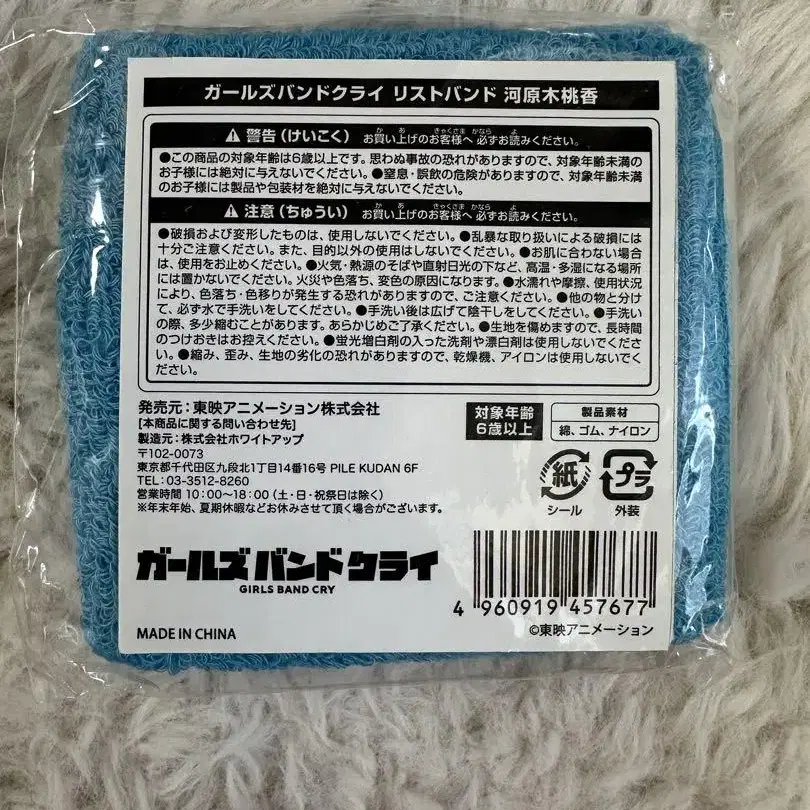 ガールズバンドクライ リストバンド 河原木桃香
⚠ 警告（けいこく） お買い上げのお客様へ 必ずお読みください。
●この商品の対象年齢は6歳以上です。思わぬ事故の恐れがありますので、対象年齢未満の
お子様には絶対に与えないでください。●窒息・誤飲の危険がありますので、対象年齢未満
のお子様には製品や包装材を絶対に与えないでください。
⚠ 注意（ちゅうい） お買い上げのお客様へ 必ずお読みください。
●破損および変形したものは、使用しないでください。●乱暴な取り扱いによる破損には
十分ご注意ください。また、目的以外の使用はしないでください。●お肌に合わない場合
は、使用をお止めください。●火気・熱源のそばや直射日光の下など、高温・多湿になる場所
には置かないでください。火災や色落ち、変色の原因になります。●水濡れや摩擦、使用状況
により、色落ち・色移りが発生する恐れがありますので、ご注意ください。●他の物と分け
て、必ず水で手洗いをしてください。●手洗い後は広げて陰干しをしてください。●手洗い
の際、多少縮むことがあります。あらかじめご了承ください。●生地を傷めますので、長時間
のつけおきはお控えください。●蛍光増白剤の入った洗剤や漂白剤は使用しないでください。
●縮み、歪み、生地の劣化の恐れがありますので、乾燥機、アイロンは使用しないでく
ださい。
発売元：東映アニメーション株式会社
[本商品に関する問い合わせ先]
製造元：株式会社ホワイトアップ
〒102-0073
東京都千代田区九段北1丁目14番16号 PILE KUDAN 6F
TEL：03-3512-8260
営業時間 10：00～18：00（土・日・祝祭日は除く）
※年末年始、夏期休暇などお休みさせて頂く場合がございます。
対象年齢
6歳以上
製品素材
綿、ゴム、ナイロン
紙
シール
プラ
外装
ガールズバンドクライ
GIRLS BAND CRY
4 960919 457677
MADE IN CHINA
©東映アニメーション